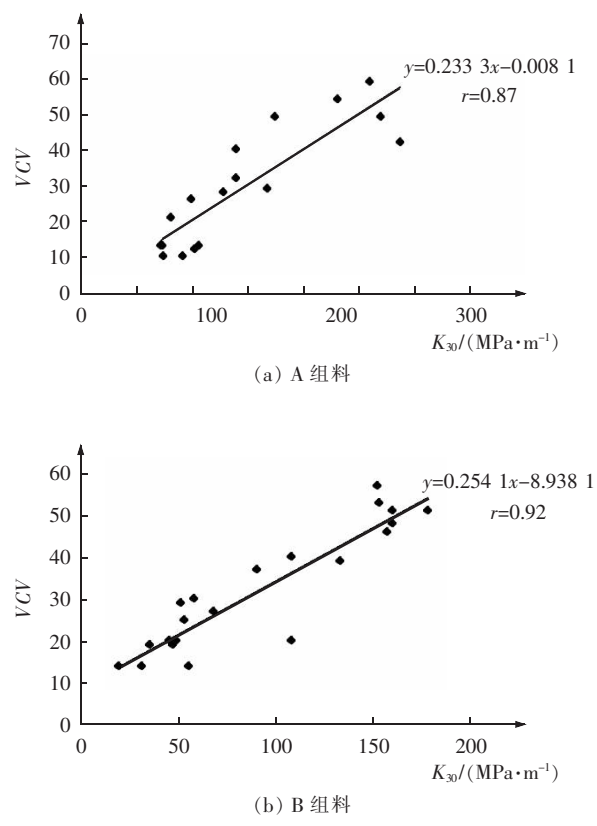 70
60
50
40
30
20
10
0
VCV
y=0.233 3x-0.008 1
r=0.87
0 100 200 300
K₃₀/(MPa·m⁻¹)
(a) A 组料
60
50
40
30
20
10
0
VCV
y=0.254 1x-8.938 1
r=0.92
0 50 100 150 200
K₃₀/(MPa·m⁻¹)
(b) B 组料